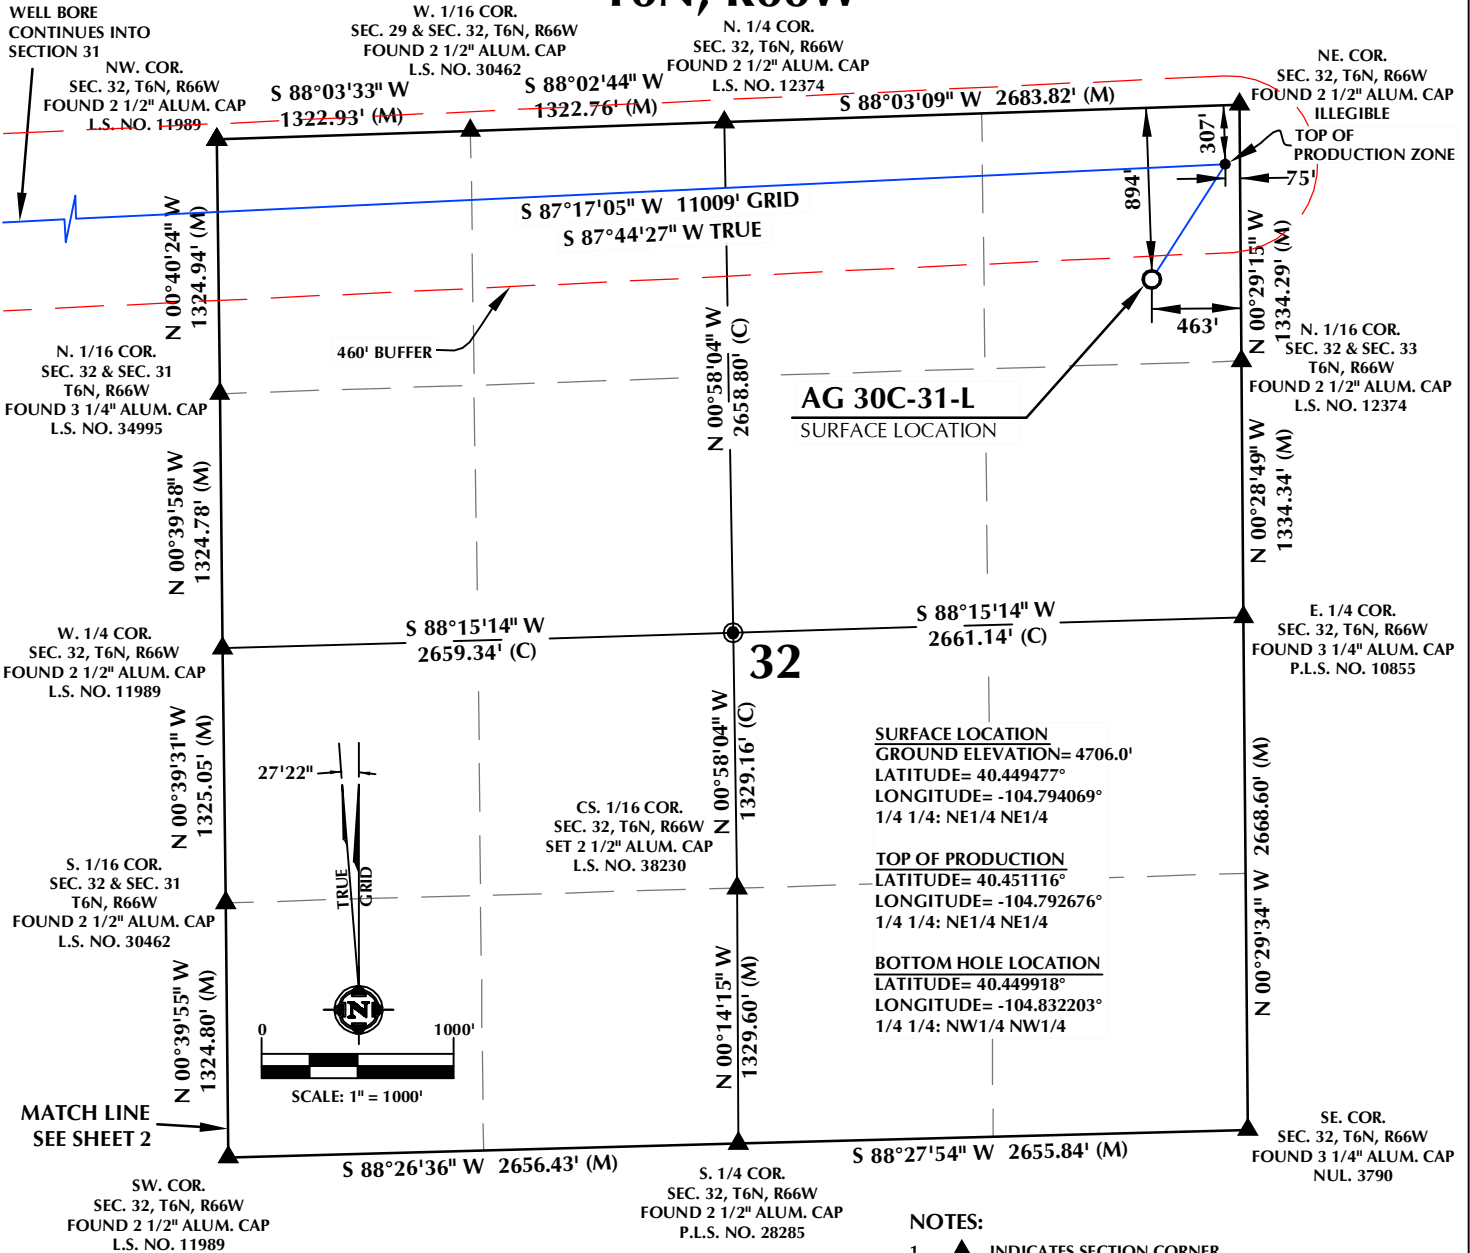 T6N, R66W
WELL BORE
CONTINUES INTO
SECTION 31
NW. COR.
SEC. 32, T6N, R66W
FOUND 2 1/2" ALUM. CAP
L.S. NO. 11989
W. 1/16 COR.
SEC. 29 & SEC. 32, T6N, R66W
FOUND 2 1/2" ALUM. CAP
L.S. NO. 30462
N. 1/4 COR.
SEC. 32, T6N, R66W
FOUND 2 1/2" ALUM. CAP
L.S. NO. 12374
NE. COR.
SEC. 32, T6N, R66W
FOUND 2 1/2" ALUM. CAP
ILLEGIBLE
S 88°03'33" W
1322.93' (M)
S 88°02'44" W
1322.76' (M)
S 88°03'09" W 2683.82' (M)
TOP OF
PRODUCTION ZONE
307'
75'
894'
463'
S 87°17'05" W 11009' GRID
S 87°44'27" W TRUE
N 00°40'24" W
1324.94' (M)
N 00°29'15" W
1334.29' (M)
460' BUFFER
N 00°58'04" W
2658.80' (C)
N. 1/16 COR.
SEC. 32 & SEC. 31
T6N, R66W
FOUND 3 1/4" ALUM. CAP
L.S. NO. 34995
N. 1/16 COR.
SEC. 32 & SEC. 33
T6N, R66W
FOUND 2 1/2" ALUM. CAP
L.S. NO. 12374
AG 30C-31-L
SURFACE LOCATION
N 00°39'58" W
1324.78' (M)
N 00°28'49" W
1334.34' (M)
W. 1/4 COR.
SEC. 32, T6N, R66W
FOUND 2 1/2" ALUM. CAP
L.S. NO. 11989
S 88°15'14" W
2659.34' (C)
S 88°15'14" W
2661.14' (C)
32
E. 1/4 COR.
SEC. 32, T6N, R66W
FOUND 3 1/4" ALUM. CAP
P.L.S. NO. 10855
N 00°39'31" W
1325.05' (M)
N 00°58'04" W
1329.16' (C)
27'22"
TRUE
GRID
N
CS. 1/16 COR.
SEC. 32, T6N, R66W
SET 2 1/2" ALUM. CAP
L.S. NO. 38230
SURFACE LOCATION
GROUND ELEVATION= 4706.0'
LATITUDE= 40.449477°
LONGITUDE= -104.794069°
1/4 1/4: NE1/4 NE1/4
TOP OF PRODUCTION
LATITUDE= 40.451116°
LONGITUDE= -104.792676°
1/4 1/4: NE1/4 NE1/4
BOTTOM HOLE LOCATION
LATITUDE= 40.449918°
LONGITUDE= -104.832203°
1/4 1/4: NW1/4 NW1/4
N 00°29'34" W 2668.60' (M)
S. 1/16 COR.
SEC. 32 & SEC. 31
T6N, R66W
FOUND 2 1/2" ALUM. CAP
L.S. NO. 30462
N 00°39'55" W
1324.80' (M)
N 00°14'15" W
1329.60' (M)
0 1000'
SCALE: 1" = 1000'
MATCH LINE
SEE SHEET 2
S 88°26'36" W 2656.43' (M)
S 88°27'54" W 2655.84' (M)
SW. COR.
SEC. 32, T6N, R66W
FOUND 2 1/2" ALUM. CAP
L.S. NO. 11989
S. 1/4 COR.
SEC. 32, T6N, R66W
FOUND 2 1/2" ALUM. CAP
P.L.S. NO. 28285
SE. COR.
SEC. 32, T6N, R66W
FOUND 3 1/4" ALUM. CAP
NUL. 3790
NOTES:
1. INDICATES SECTION CORNER